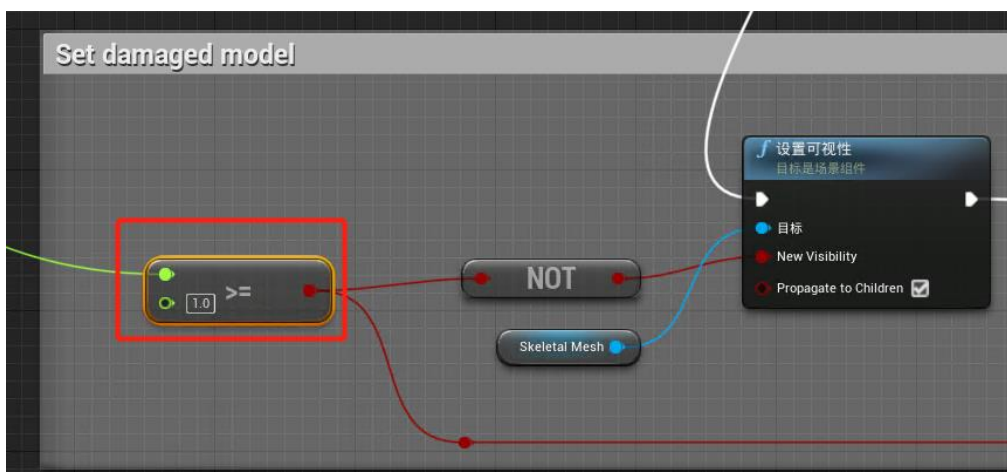 Set damaged model
f 设置可视性
目标是场景组件
目标
New Visibility
Propagate to Children
1.0
>=
NOT
Skeletal Mesh